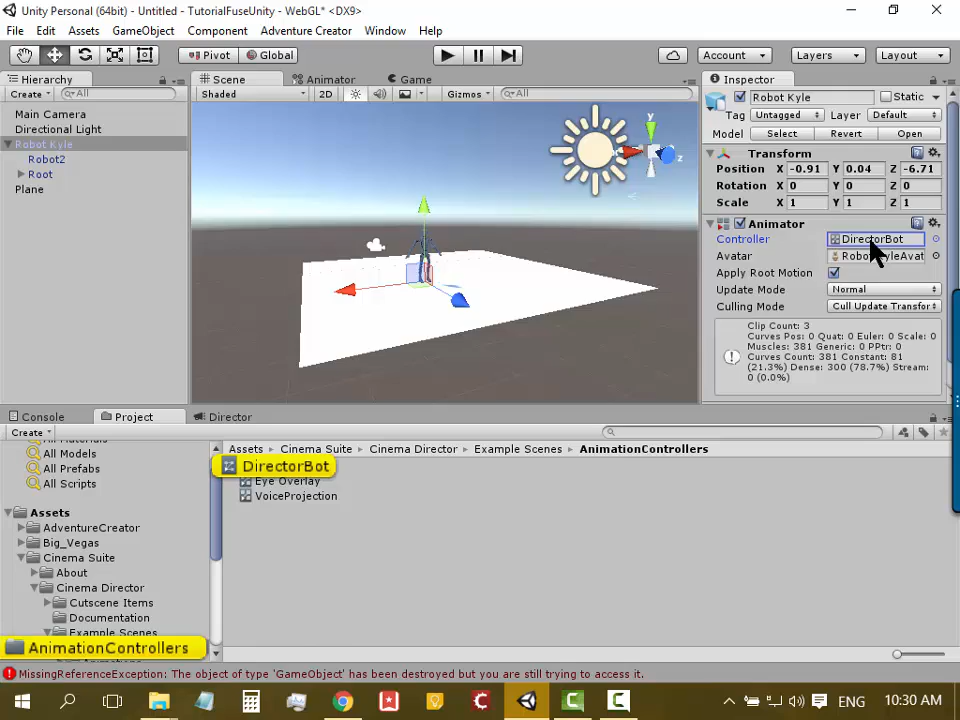 Unity Personal (64bit) - Untitled - TutorialFuseUnity - WebGL* <DX9>
File Edit Assets GameObject Component Adventure Creator Window Help
Pivot Global Account Layers Layout
Hierarchy Scene Animator Game Inspector
Create All Shaded 2D Gizmos All Robot Kyle Static
Main Camera Tag Untagged Layer Default
Directional Light Model Select Revert Open
Robot Kyle y Transform
Robot2 z Position X -0.91 Y 0.04 Z -6.71
Root Rotation X 0 Y 0 Z 0
Plane Scale X 1 Y 1 Z 1
Animator
Controller DirectorBot
Avatar
Apply Root Motion
Update Mode Normal
Culling Mode Cull Update Transfor
Clip Count: 3
Curves Pos: 0 Quat: 0 Euler: 0 Scale: 0
Muscles: 381 Generic: 0 PPtr: 0
Curves Count: 381 Constant: 81
(21.3%) Dense: 300 (78.7%) Stream:
0 (0.0%)
Console Project Director
Create
All Models
All Prefabs
All Scripts
Assets
AdventureCreator
Big_Vegas
Cinema Suite
About
Cinema Director
Cutscene Items
Documentation
Example Scenes
AnimationControllers
Assets Cinema Suite Cinema Director Example Scenes AnimationControllers
DirectorBot
Eye Overlay
VoiceProjection
MissingReferenceException: The object of type 'GameObject' has been destroyed but you are still trying to access it.
ENG 10:30 AM